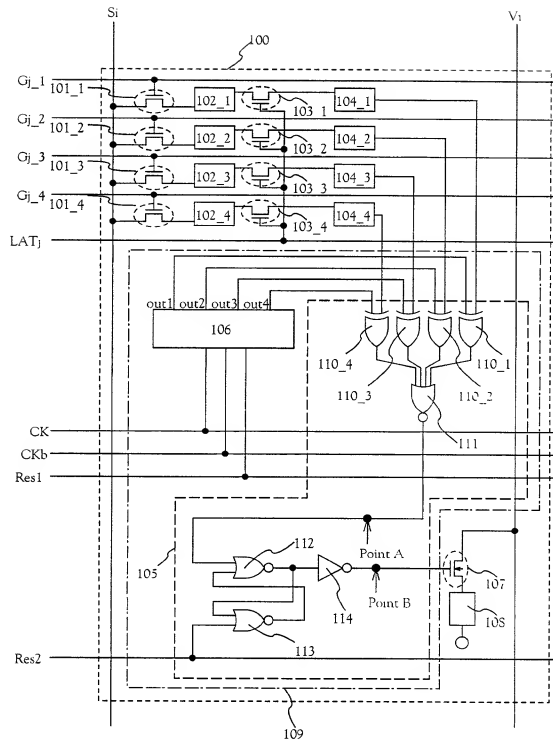 Si V1
100
Gj_1
101_1 102_1 103_1 104_1
Gj_2
101_2 102_2 103_2 104_2
Gj_3
101_3 102_3 103_3 104_3
Gj_4
101_4 102_4 103_4 104_4
LATj
out1 out2 out3 out4
106
110_4 110_3 110_2 110_1
111
CK
CKb
Res1
105
112
Point A
107
114
Point B
108
113
Res2
109